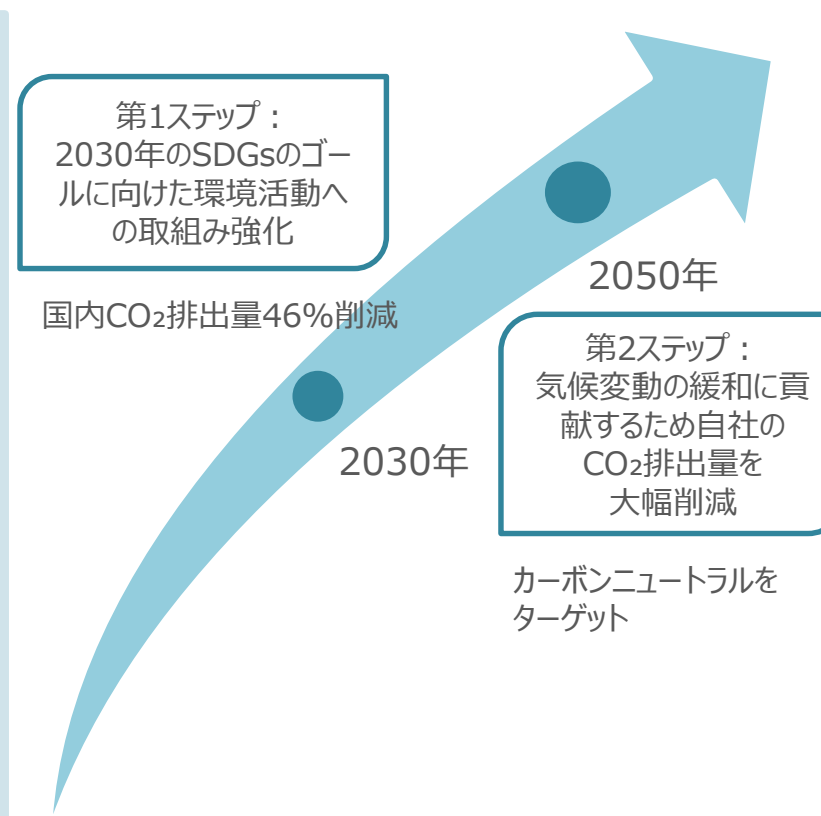 第1ステップ：
2030年のSDGsのゴー
ルに向けた環境活動へ
の取組み強化
国内CO₂排出量46%削減
2030年
2050年
第2ステップ：
気候変動の緩和に貢
献するため自社の
CO₂排出量を
大幅削減
カーボンニュートラルを
ターゲット